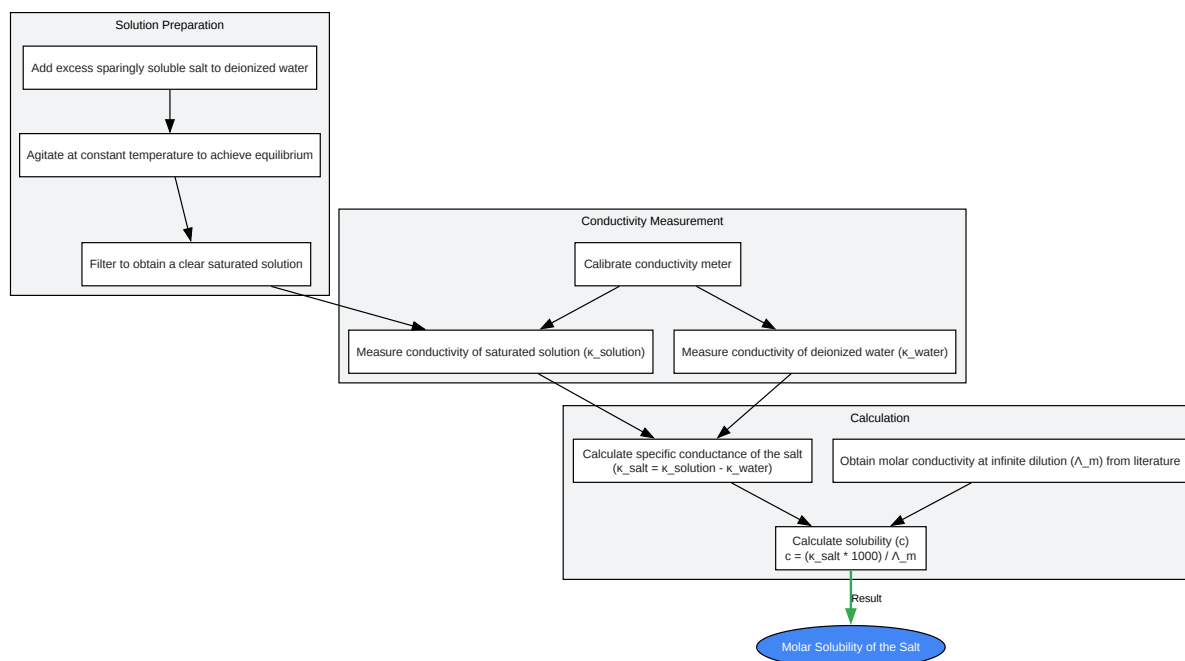 Solution Preparation
Add excess sparingly soluble salt to deionized water
Agitate at constant temperature to achieve equilibrium
Filter to obtain a clear saturated solution
Conductivity Measurement
Calibrate conductivity meter
Measure conductivity of saturated solution (κ_solution)
Measure conductivity of deionized water (κ_water)
Calculation
Calculate specific conductance of the salt
(κ_salt = κ_solution - κ_water)
Obtain molar conductivity at infinite dilution (Λ_m) from literature
Calculate solubility (c)
c = (κ_salt * 1000) / Λ_m
Result
Molar Solubility of the Salt